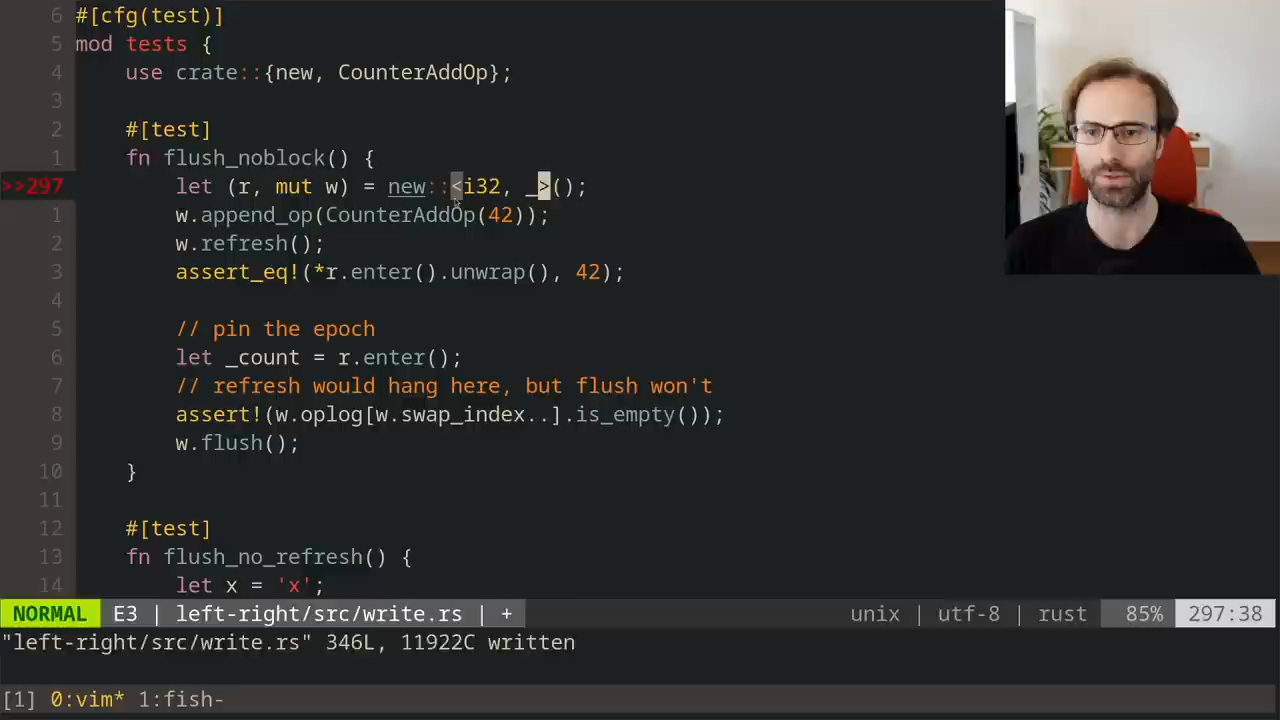 6 #[cfg(test)]
5 mod tests {
4 use crate::{new, CounterAddOp};
3
2 #[test]
1 fn flush_noblock() {
>>297 let (r, mut w) = new::<i32, _>();
1 w.append_op(CounterAddOp(42));
2 w.refresh();
3 assert_eq!(*r.enter().unwrap(), 42);
4
5 // pin the epoch
6 let _count = r.enter();
7 // refresh would hang here, but flush won't
8 assert!(w.oplog[w.swap_index..].is_empty());
9 w.flush();
10 }
11
12 #[test]
13 fn flush_no_refresh() {
14 let x = 'x';
NORMAL E3 | left-right/src/write.rs | + unix | utf-8 | rust 85% 297:38
"left-right/src/write.rs" 346L, 11922C written
[1] 0:vim* 1:fish-